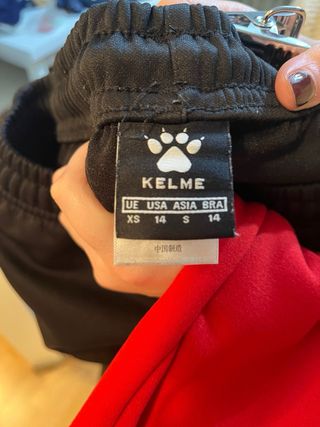 KELME
UE USA ASIA BRA
XS 14 S 14
中国制造